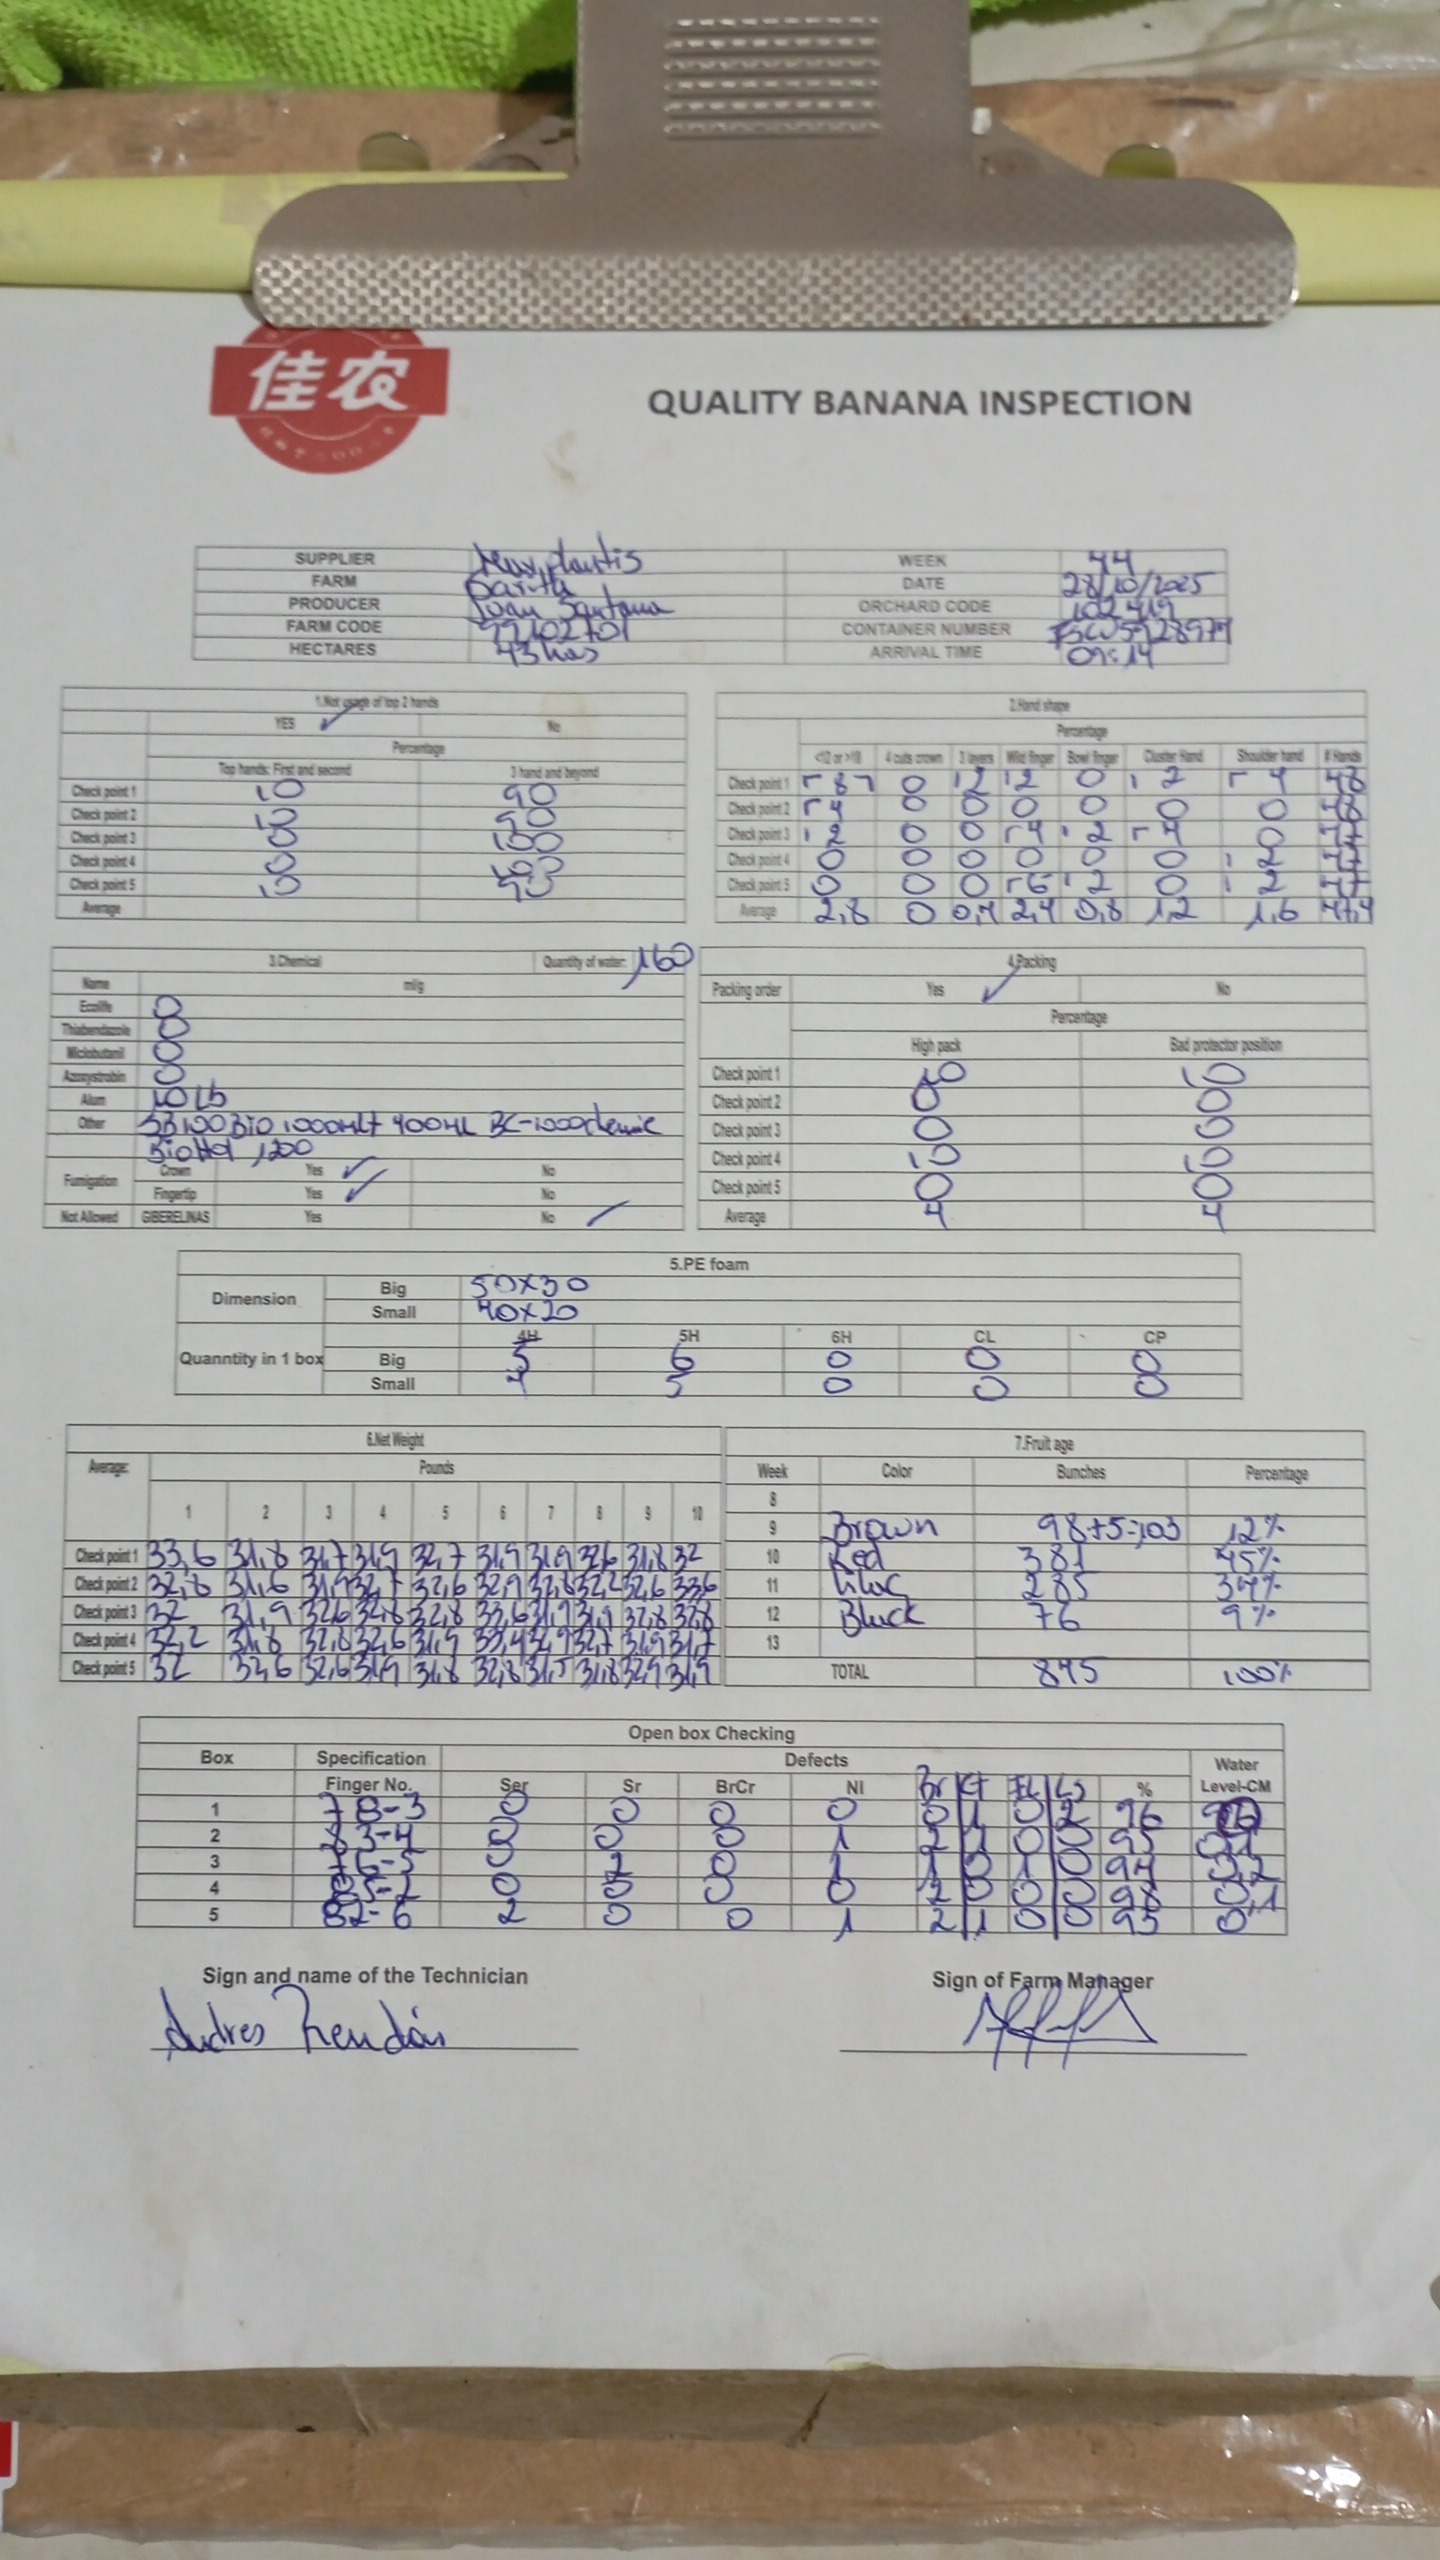 佳农
QUALITY BANANA INSPECTION
SUPPLIER WEEK 44
FARM DATE 28/10/2025
PRODUCER Juan Santana ORCHARD CODE 102419
FARM CODE CONTAINER NUMBER
HECTARES 43 has ARRIVAL TIME 09:14
1.Not usage of top 2 hands
YES ✓ No
Percentage
Top hands: First and second 3 hand and beyond
Check point 1 10 90
Check point 2 10 90
Check point 3 0 100
Check point 4 0 100
Check point 5 10 90
Average
2.Hand shape
Percentage
<12 or >18 4 cuts crown 3 layers Wild finger Bowl finger Cluster Hand Shoulder hand # Hands
Check point 1 8 0 2 2 0 2 4 48
Check point 2 4 0 0 0 0 0 0 48
Check point 3 2 0 0 4 2 4 0 47
Check point 4 0 0 0 0 0 0 2 47
Check point 5 0 0 0 6 2 0 2 47
Average 2,8 0 0,4 2,4 0,8 1,2 1,6 47,4
3.Chemical Quantity of water: 160
Name mlg
Ecolife 0
Thiabendazole 0
Miclobutanil 0
Azoxystrobin 0
Alum 10 Lb
Other 1000ML+ 400ML
1200
Fumigation Crown Yes ✓ No
Fingertip Yes ✓ No
Not Allowed GIBERELINAS Yes No ✓
4.Packing
Packing order Yes ✓ No
Percentage
High pack Bad protector position
Check point 1 10 10
Check point 2 0 0
Check point 3 0 0
Check point 4 10 10
Check point 5 0 0
Average 4 4
5.PE foam
Dimension Big 50x30
Small 40x20
Quanntity in 1 box 4H 5H 6H CL CP
Big 5 6 0 0 0
Small 4 5 0 0 0
6.Net Weight
Average: Pounds
1 2 3 4 5 6 7 8 9 10
Check point 1 33,6 31,8 31,7 31,9 32,7 31,9 31,9 32,6 31,8 32
Check point 2 32,8 31,6 31,9 32,7 32,6 32,9 32,8 32,2 32,6 33,6
Check point 3 32 31,9 32,6 32,8 32,8 33,6 31,9 31,9 32,8 32,8
Check point 4 32,2 31,8 32,8 32,6 31,9 33,4 32,9 32,7 31,9 31,7
Check point 5 32 32,6 32,6 31,9 31,8 32,8 31,5 31,8 32,9 31,9
7.Fruit age
Week Color Bunches Percentage
8
9 Brown 98+5=103 12%
10 Red 381 45%
11 285 34%
12 Black 76 9%
13
TOTAL 845 100%
Open box Checking
Box Specification Defects Water
Finger No. Ser Sr BrCr NI Br % Level-CM
1 78-3 0 0 0 0 0 1 0 2 96
2 83-4 0 0 0 1 2 1 0 0 95 0,1
3 76-5 0 2 0 1 1 0 1 0 94 0,2
4 85-2 0 0 0 0 2 0 0 0 98 0,1
5 82-6 2 0 0 1 2 1 0 0 95 0
Sign and name of the Technician Sign of Farm Manager
Andres Rendón